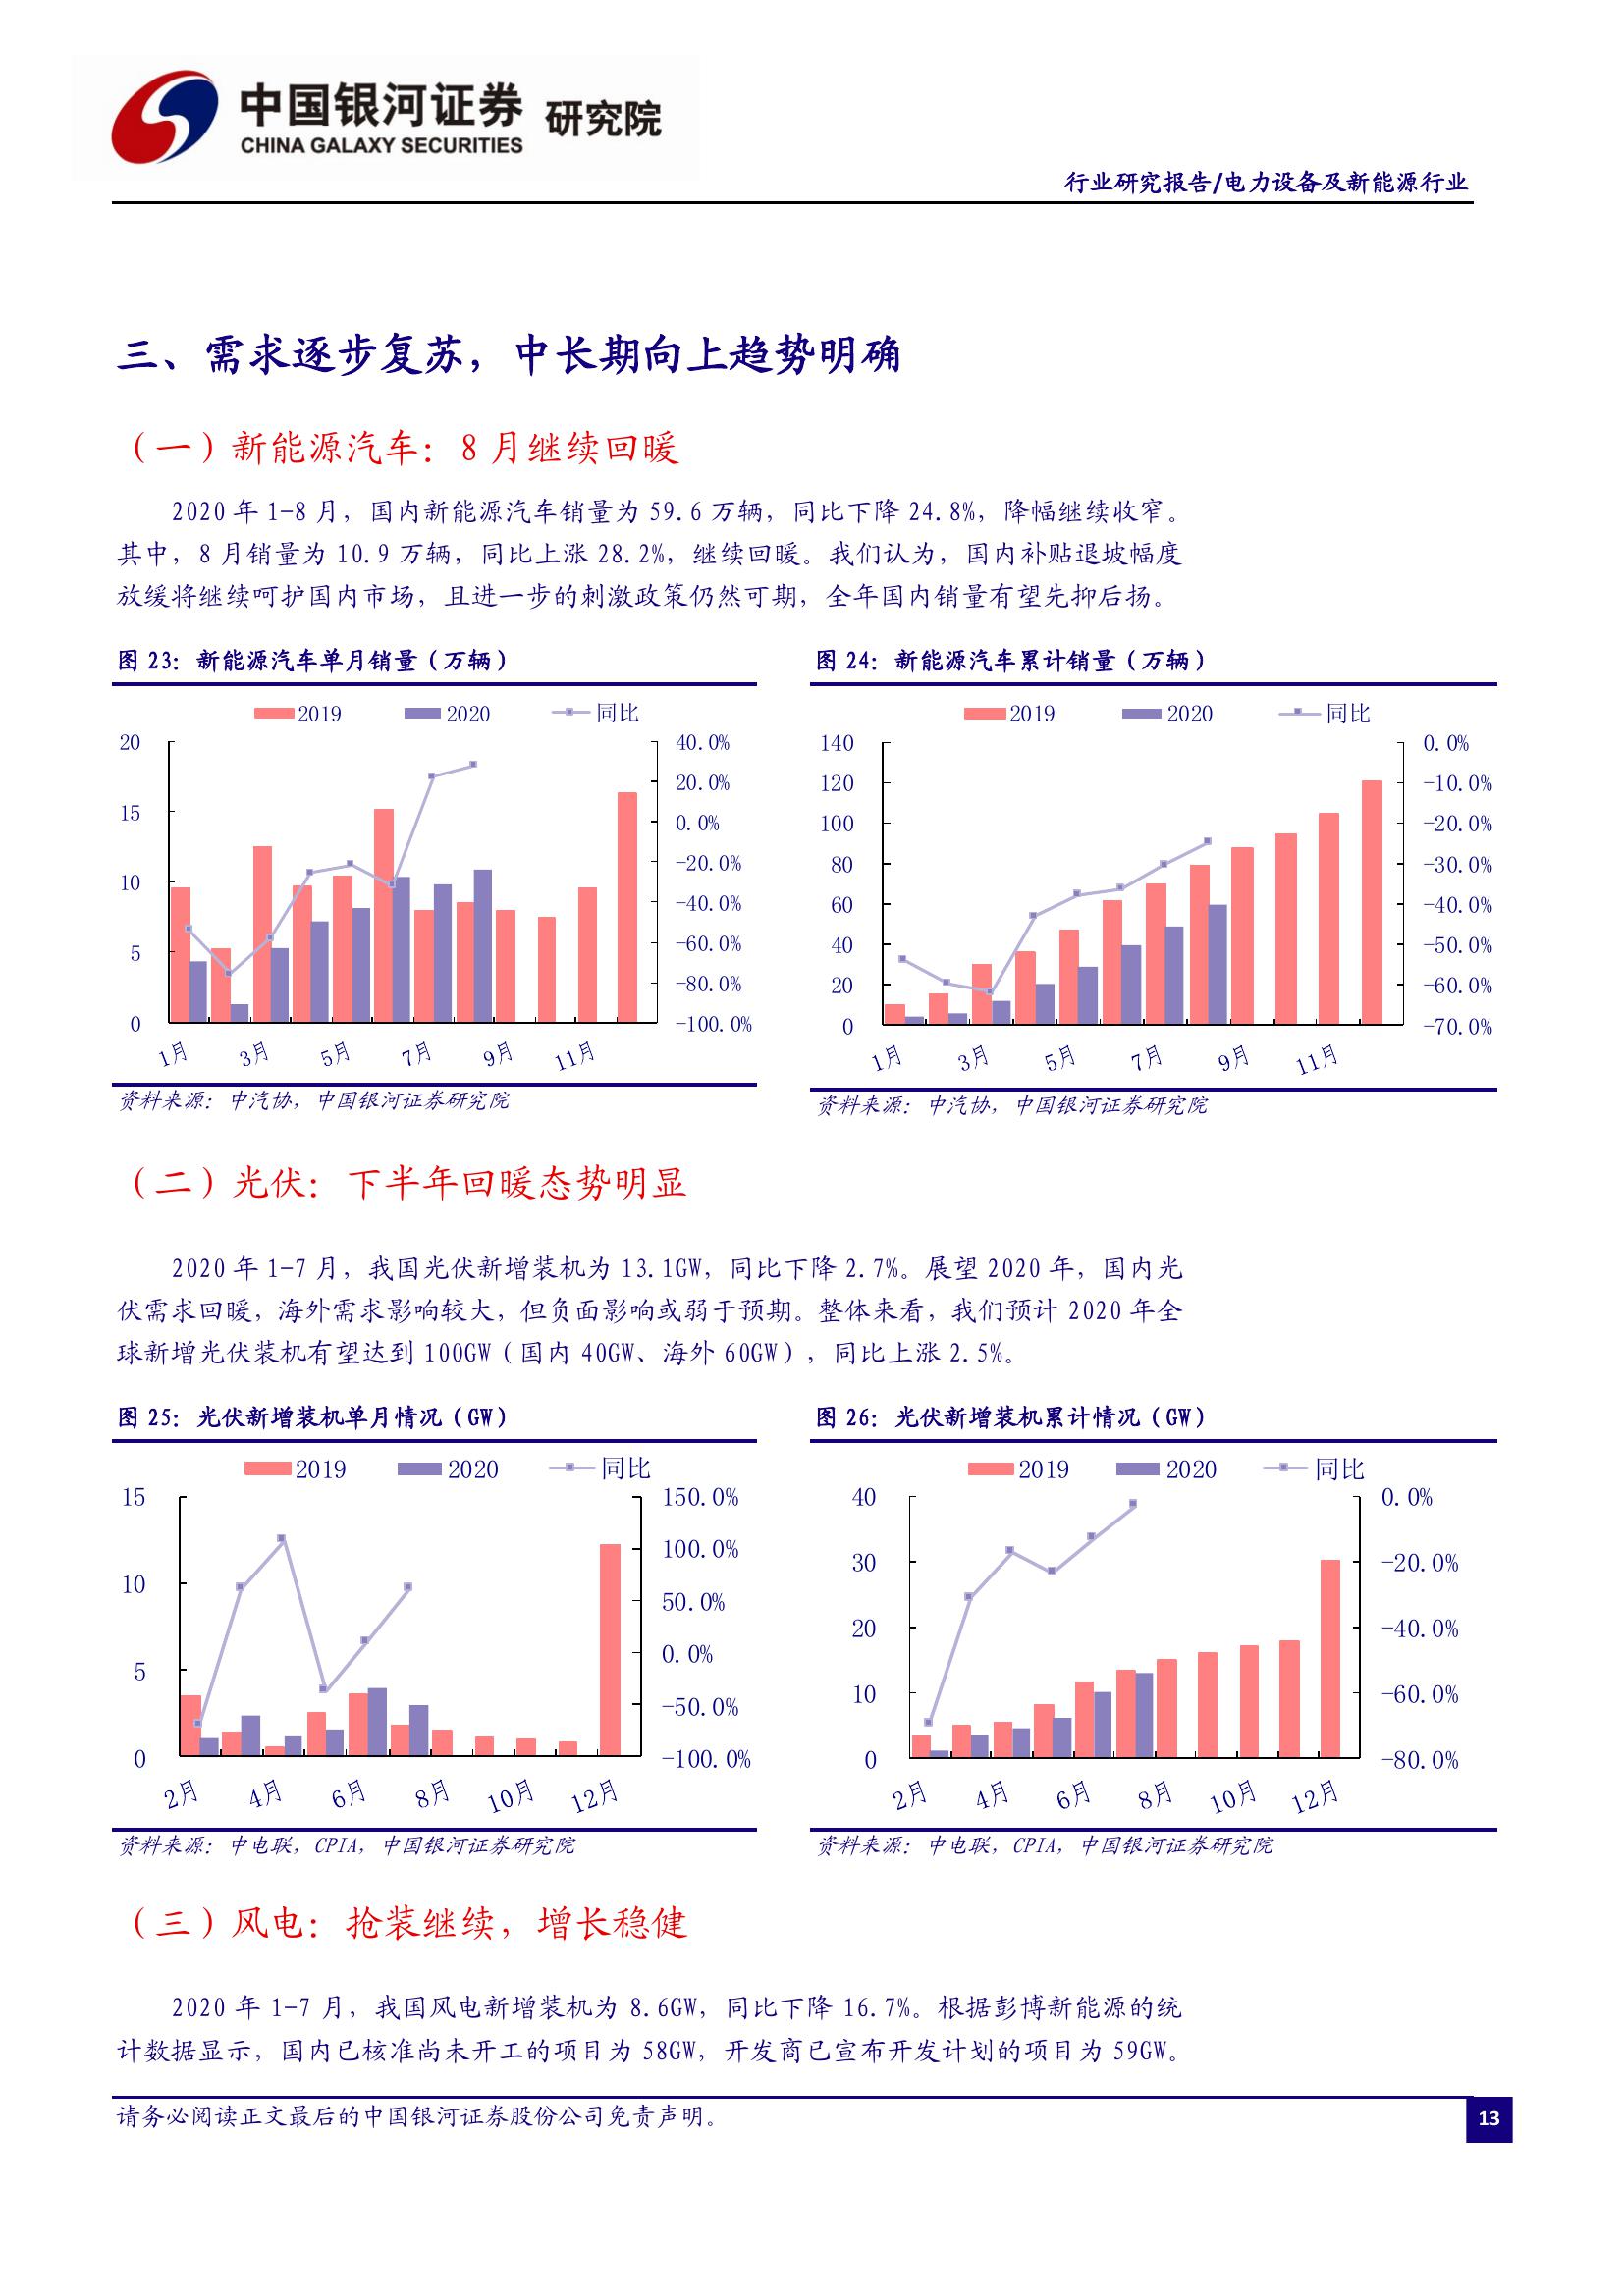 中国银河证券 研究院
CHINA GALAXY SECURITIES
行业研究报告/电力设备及新能源行业
三、需求逐步复苏，中长期向上趋势明确
（一）新能源汽车：8 月继续回暖
2020 年 1-8 月，国内新能源汽车销量为 59.6 万辆，同比下降 24.8%，降幅继续收窄。
其中，8 月销量为 10.9 万辆，同比上涨 28.2%，继续回暖。我们认为，国内补贴退坡幅度
放缓将继续呵护国内市场，且进一步的刺激政策仍然可期，全年国内销量有望先抑后扬。
图 23：新能源汽车单月销量（万辆）
2019 2020 同比
20
15
10
5
0
40.0%
20.0%
0.0%
-20.0%
-40.0%
-60.0%
-80.0%
-100.0%
1月 3月 5月 7月 9月 11月
资料来源：中汽协，中国银河证券研究院
图 24：新能源汽车累计销量（万辆）
2019 2020 同比
140
120
100
80
60
40
20
0
0.0%
-10.0%
-20.0%
-30.0%
-40.0%
-50.0%
-60.0%
-70.0%
1月 3月 5月 7月 9月 11月
资料来源：中汽协，中国银河证券研究院
（二）光伏：下半年回暖态势明显
2020 年 1-7 月，我国光伏新增装机为 13.1GW，同比下降 2.7%。展望 2020 年，国内光
伏需求回暖，海外需求影响较大，但负面影响或弱于预期。整体来看，我们预计 2020 年全
球新增光伏装机有望达到 100GW（国内 40GW、海外 60GW），同比上涨 2.5%。
图 25：光伏新增装机单月情况（GW）
2019 2020 同比
15
10
5
0
150.0%
100.0%
50.0%
0.0%
-50.0%
-100.0%
2月 4月 6月 8月 10月 12月
资料来源：中电联，CPIA，中国银河证券研究院
图 26：光伏新增装机累计情况（GW）
2019 2020 同比
40
30
20
10
0
0.0%
-20.0%
-40.0%
-60.0%
-80.0%
2月 4月 6月 8月 10月 12月
资料来源：中电联，CPIA，中国银河证券研究院
（三）风电：抢装继续，增长稳健
2020 年 1-7 月，我国风电新增装机为 8.6GW，同比下降 16.7%。根据彭博新能源的统
计数据显示，国内已核准尚未开工的项目为 58GW，开发商已宣布开发计划的项目为 59GW。
请务必阅读正文最后的中国银河证券股份公司免责声明。
13